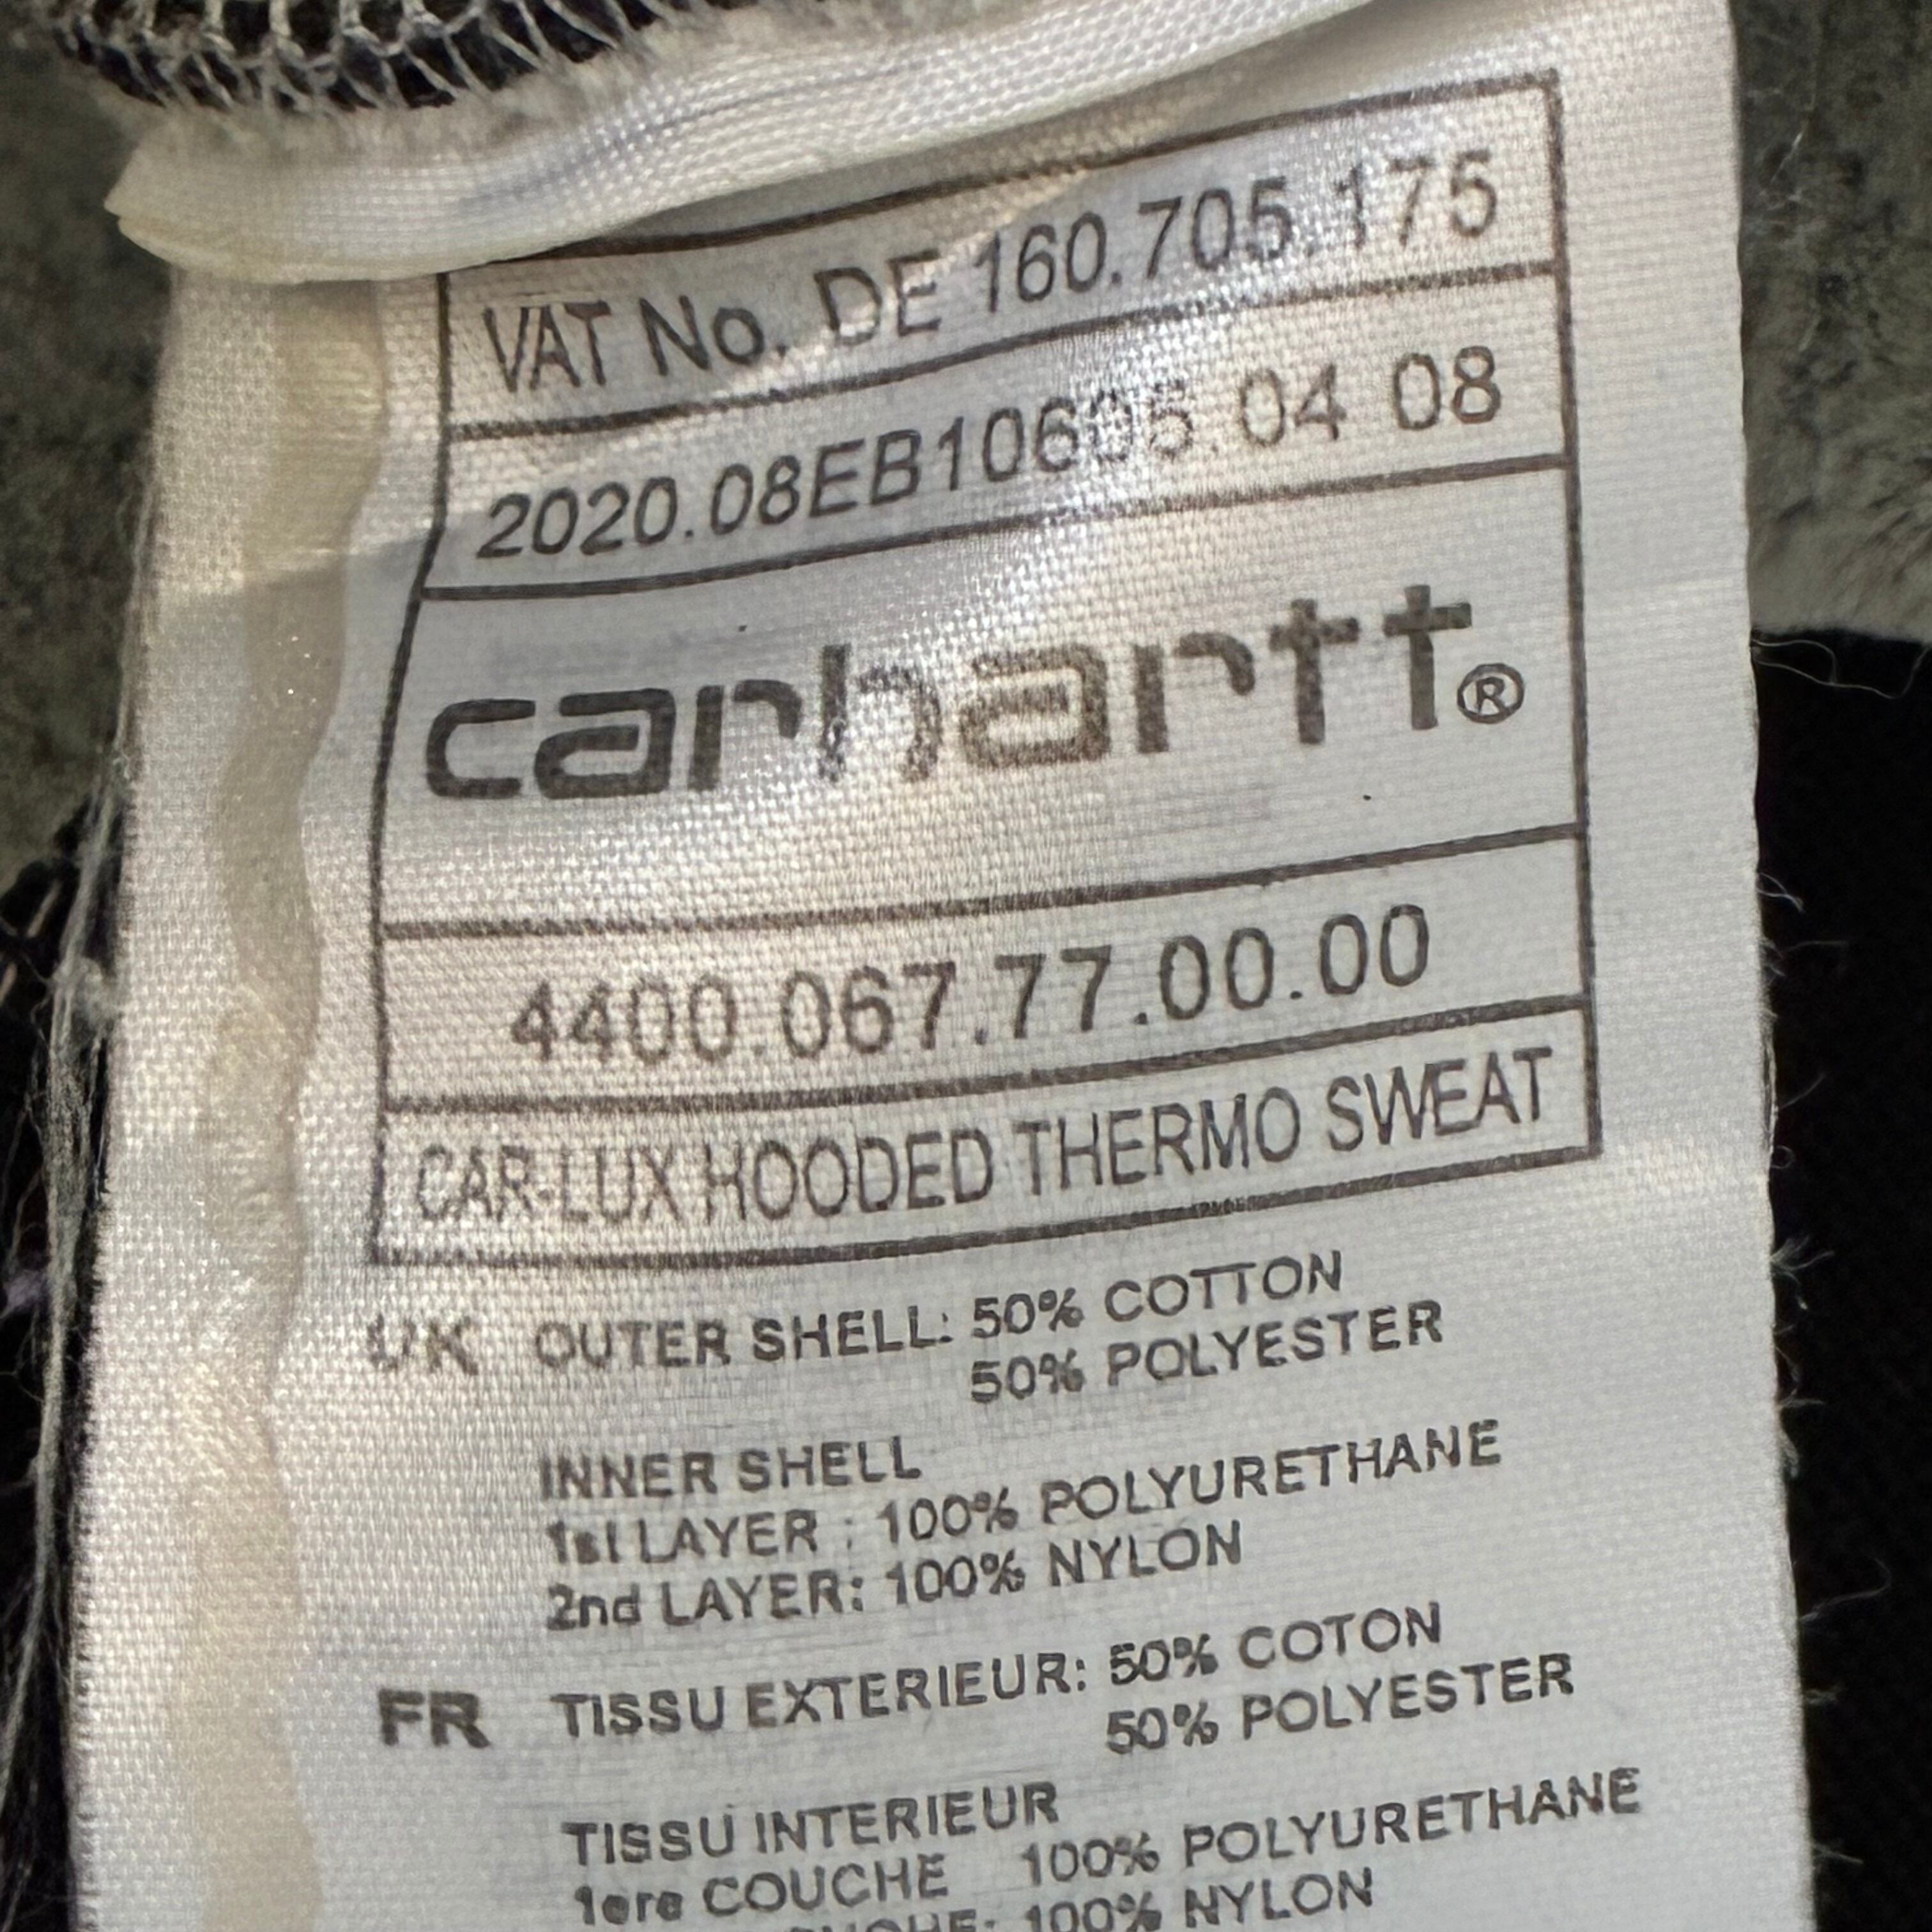 VAT No. DE 160.705.175
2020.08EB10605.04 08
carhartt®
4400.067.77.00.00
CAR-LUX HOODED THERMO SWEAT
UK OUTER SHELL: 50% COTTON
50% POLYESTER
INNER SHELL
1st LAYER : 100% POLYURETHANE
2nd LAYER: 100% NYLON
FR TISSU EXTERIEUR: 50% COTON
50% POLYESTER
TISSU INTERIEUR
1ere COUCHE 100% POLYURETHANE
100% NYLON